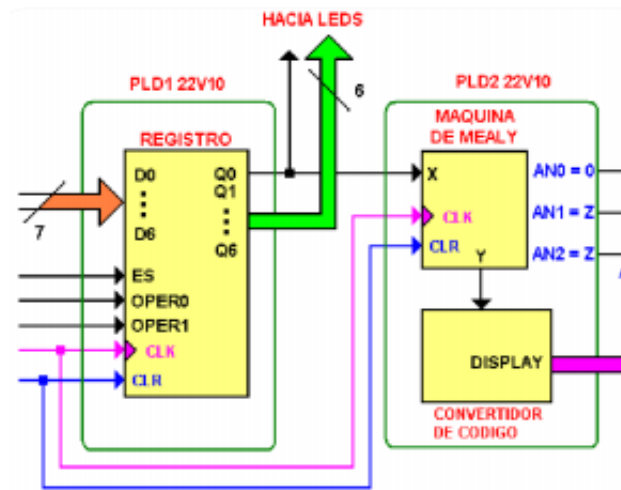 HACIA LEDS
6
PLD1 22V10
REGISTRO
D0
D6
7
Q0
Q1
Q6
ES
OPER0
OPER1
CLK
CLR
PLD2 22V10
MAQUINA
DE MEALY
X
CLK
CLR
Y
AN0 = 0
AN1 = Z
AN2 = Z
DISPLAY
CONVERTIDOR
DE CODIGO